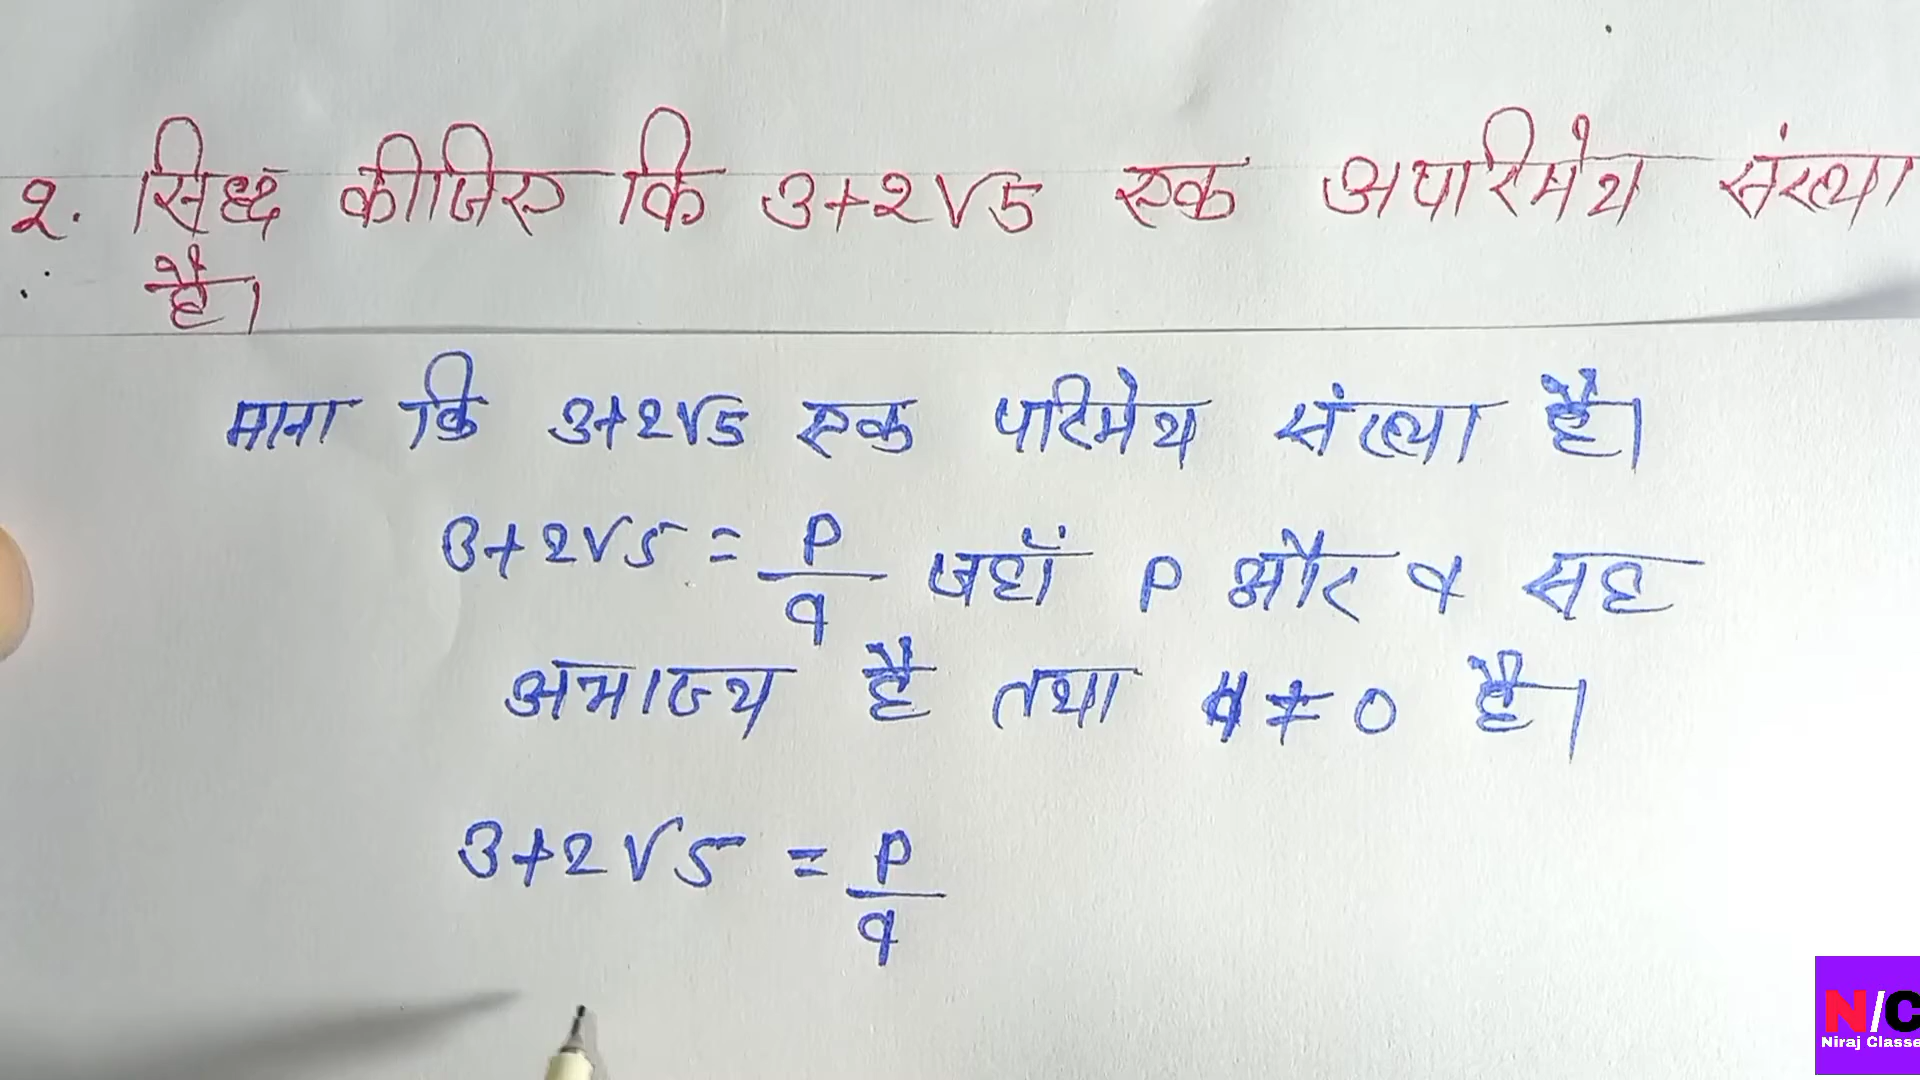 2. सिद्ध कीजिए कि 3+2√5 एक अपरिमेय संख्या
है।
माना कि 3+2√5 एक परिमेय संख्या है।
3+2√5 = p/q जहाँ p और q सह
अभाज्य है तथा q ≠ 0 है।
3+2√5 = p/q
N/C
Niraj Classe